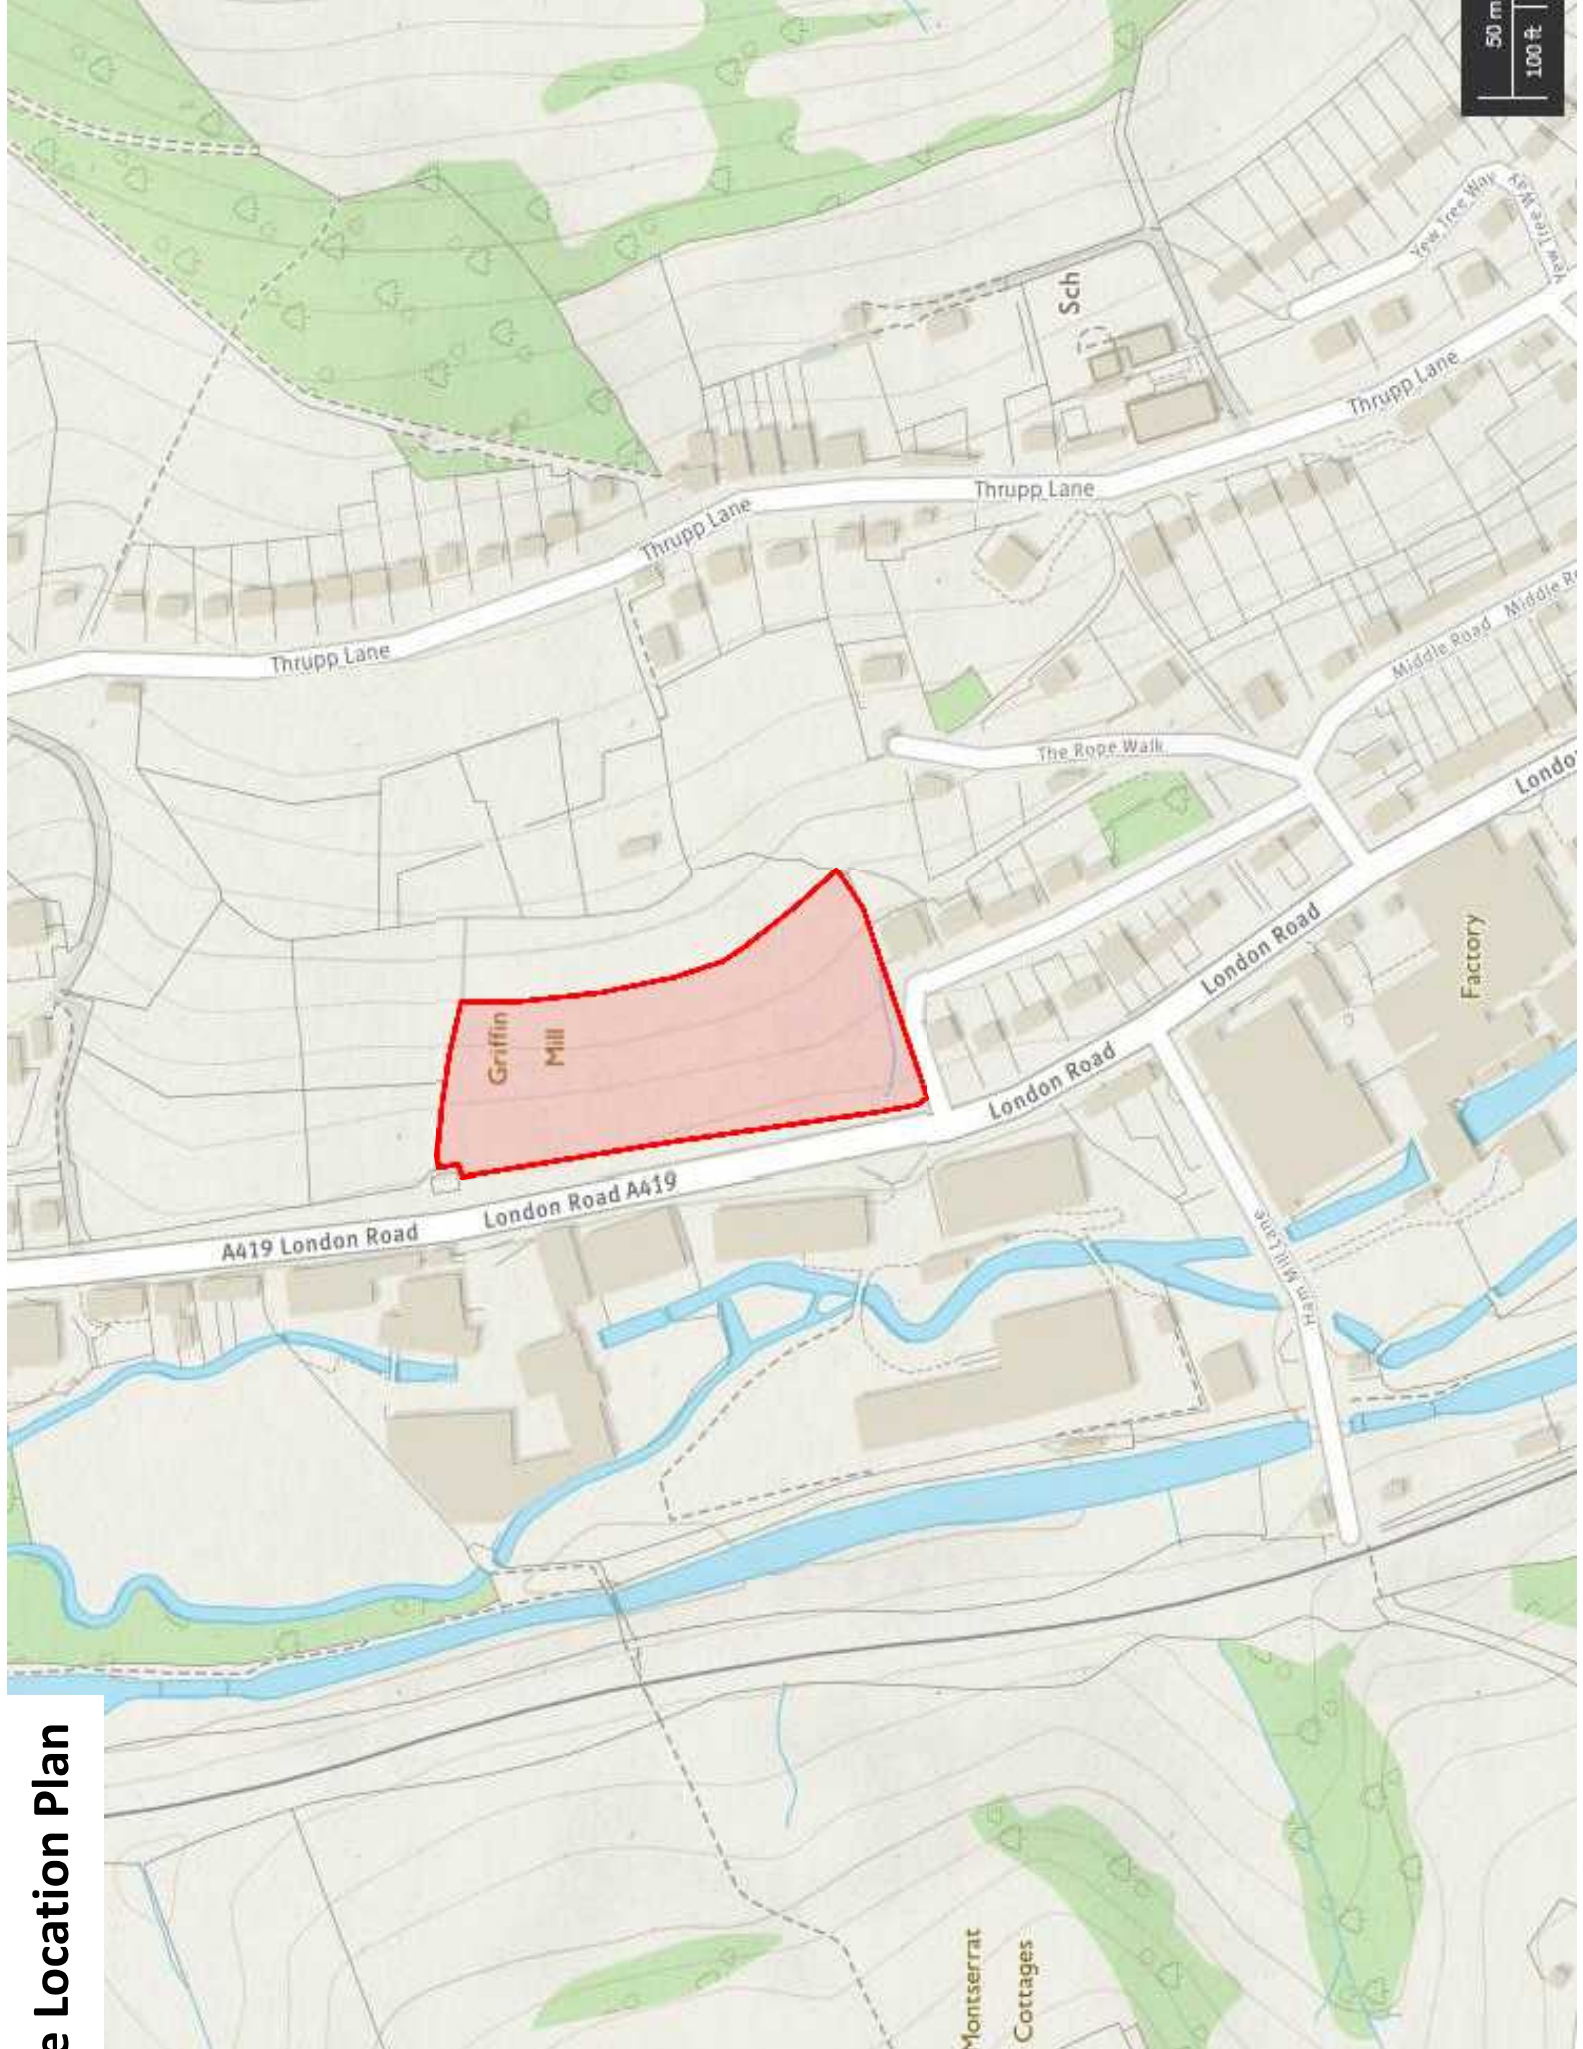 e Location Plan
50 m
100 ft
Sch
Yew Tree Way
Yew Tree Way
Thrupp Lane
Thrupp Lane
Thrupp Lane
Thrupp Lane
Middle Road
Middle Ro
The Rope Walk
Griffin
Mill
A419 London Road
London Road A419
London Road
London Road
Londo
Factory
Ham Mill Lane
Montserrat
Cottages